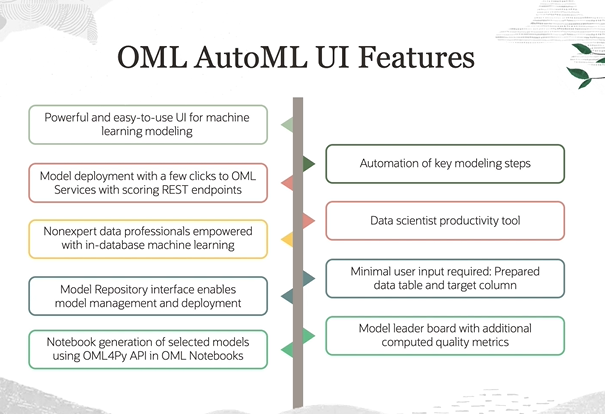 OML AutoML UI Features
Powerful and easy-to-use UI for machine
learning modeling
Automation of key modeling steps
Model deployment with a few clicks to OML
Services with scoring REST endpoints
Data scientist productivity tool
Nonexpert data professionals empowered
with in-database machine learning
Minimal user input required: Prepared
data table and target column
Model Repository interface enables
model management and deployment
Model leader board with additional
computed quality metrics
Notebook generation of selected models
using OML4Py API in OML Notebooks